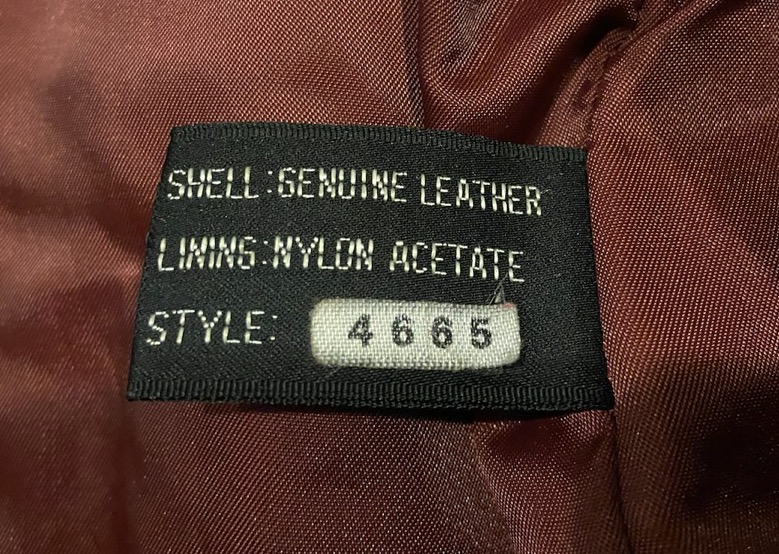 SHELL:GENUINE LEATHER
LINING:NYLON ACETATE
STYLE: 4665